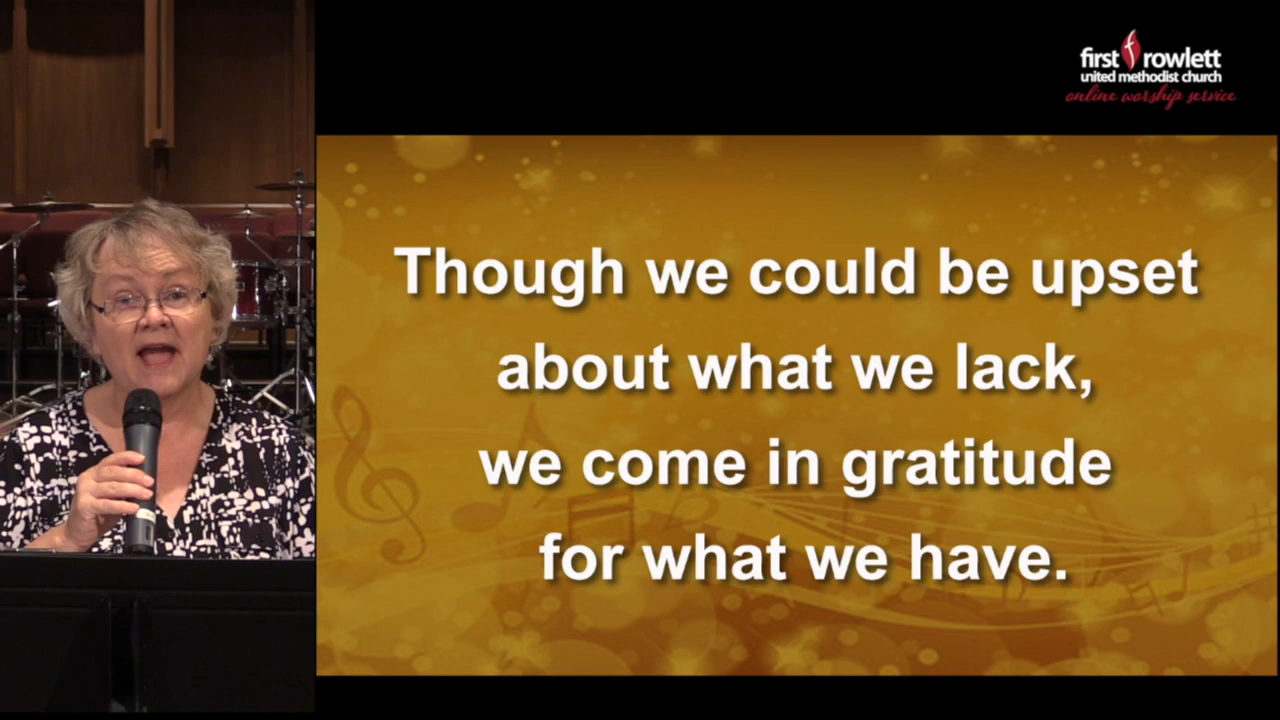 first rowlett
united methodist church
online worship service
Though we could be upset
about what we lack,
we come in gratitude
for what we have.